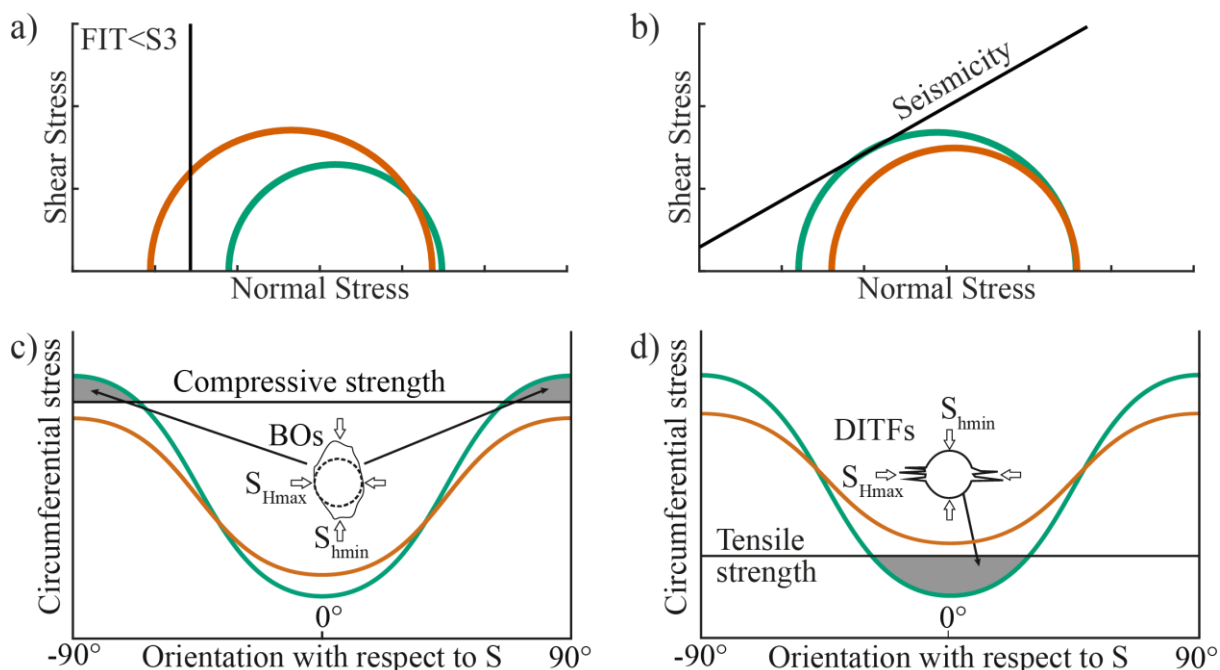 a)
FIT<S3
Shear Stress
Normal Stress
b)
Seismicity
Shear Stress
Normal Stress
c)
Circumferential stress
Compressive strength
BOs
SHmax
Shmin
0°
-90°
Orientation with respect to S
90°
d)
Circumferential stress
DITFs
Shmin
SHmax
Tensile
strength
0°
-90°
Orientation with respect to S
90°